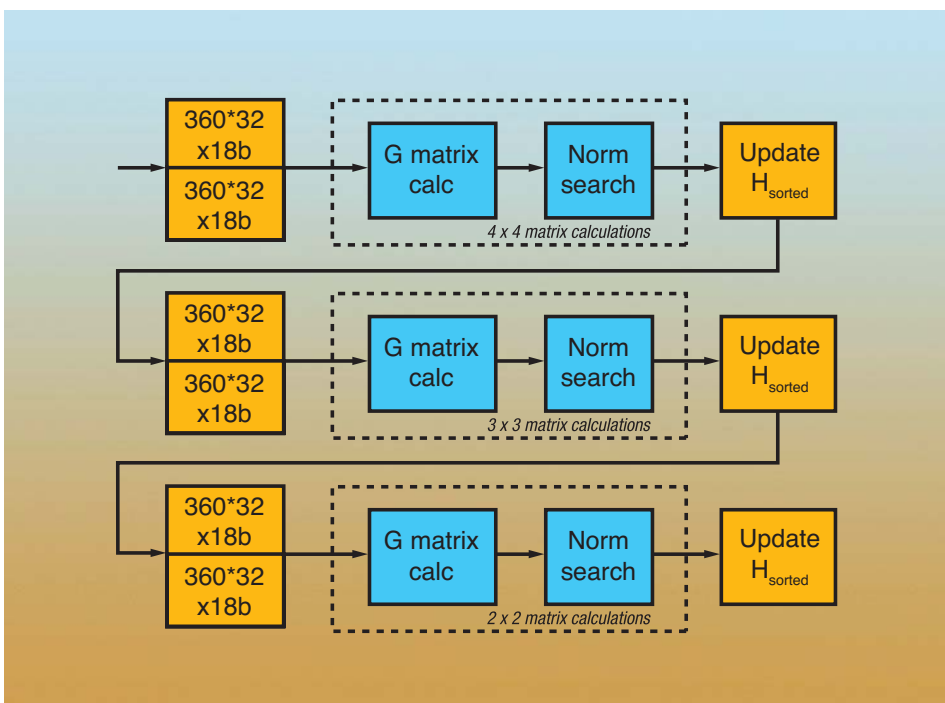 360*32
x18b
360*32
x18b
G matrix
calc
Norm
search
4 x 4 matrix calculations
Update
Hsorted
360*32
x18b
360*32
x18b
G matrix
calc
Norm
search
3 x 3 matrix calculations
Update
Hsorted
360*32
x18b
360*32
x18b
G matrix
calc
Norm
search
2 x 2 matrix calculations
Update
Hsorted